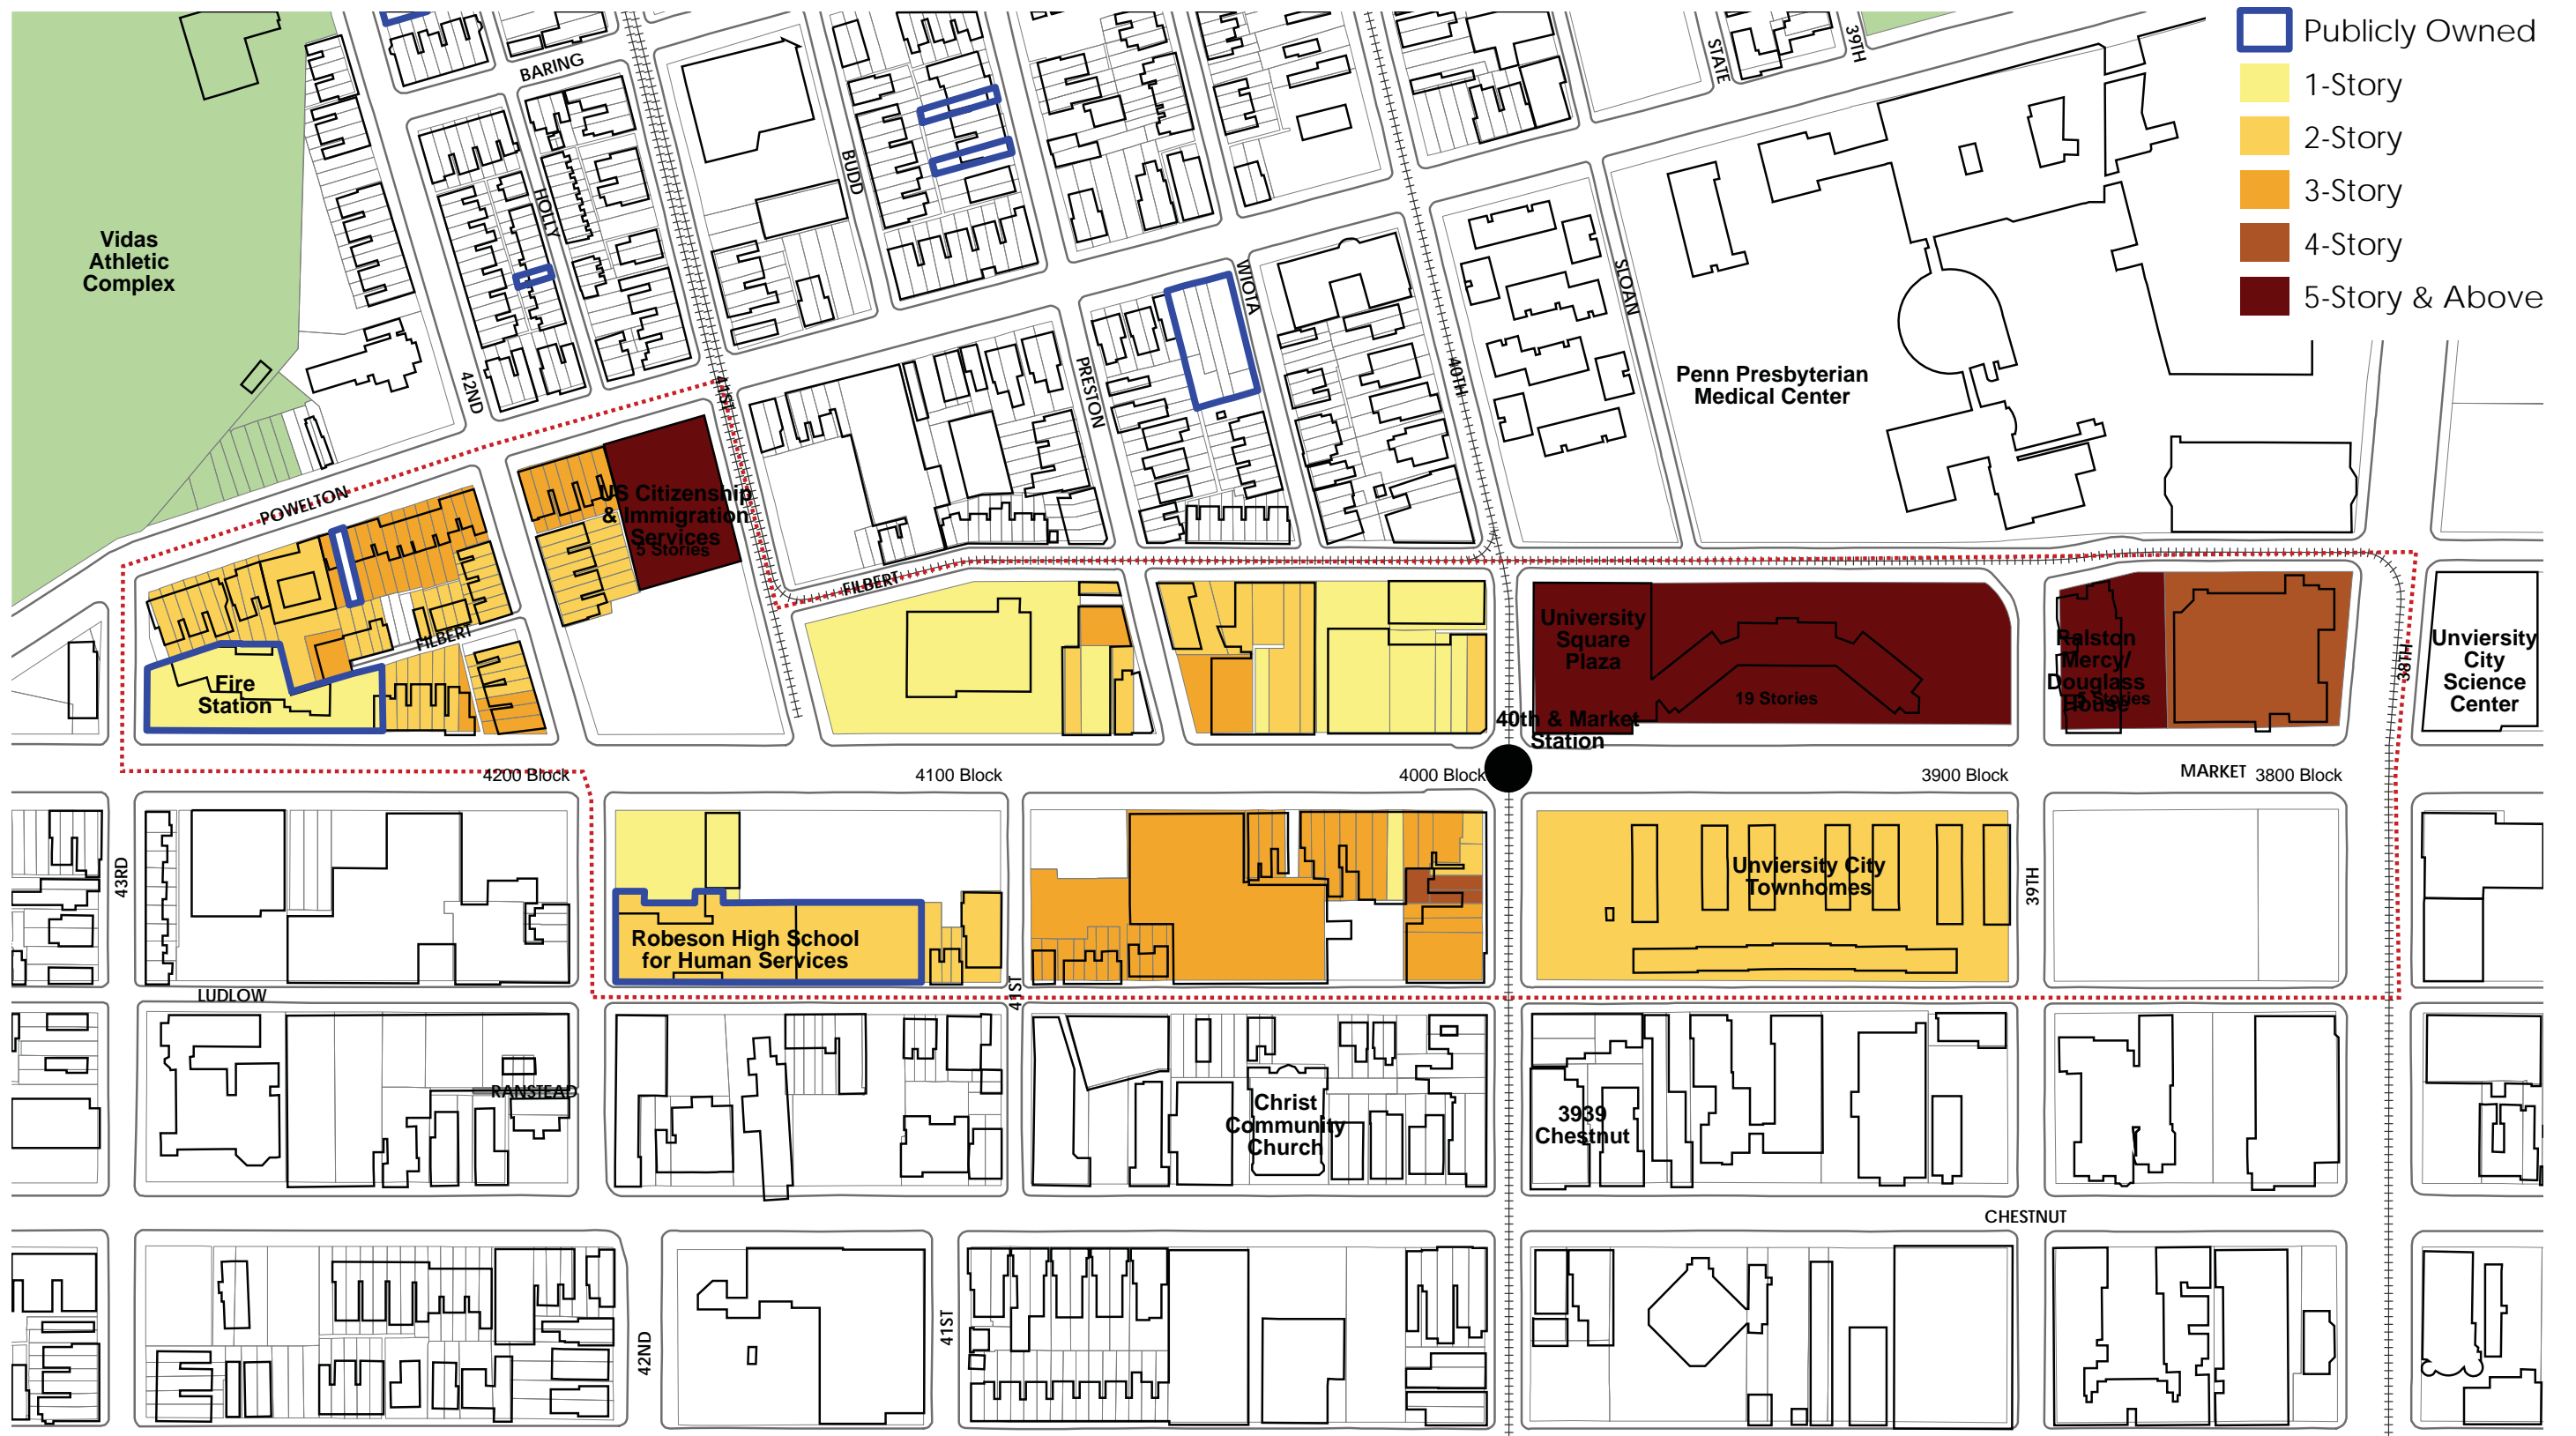 Publicly Owned
1-Story
2-Story
3-Story
4-Story
5-Story & Above
BARING
STATE
39TH
BUDD
HOLLY
Vidas
Athletic
Complex
WIOTA
SLOAN
42ND
41ST
PRESTON
40TH
Penn Presbyterian
Medical Center
POWELTON
US Citizenship
& Immigration
Services
5 Stories
FILBERT
FILBERT
Fire
Station
University
Square
Plaza
19 Stories
40th & Market
Station
Ralston
Mercy/
Douglass
House
Stories
38TH
Unviersity
City
Science
Center
4200 Block
4100 Block
4000 Block
3900 Block
MARKET
3800 Block
43RD
Robeson High School
for Human Services
Unviersity City
Townhomes
39TH
LUDLOW
41ST
RANSTEAD
Christ
Community
Church
3939
Chestnut
CHESTNUT
42ND
41ST